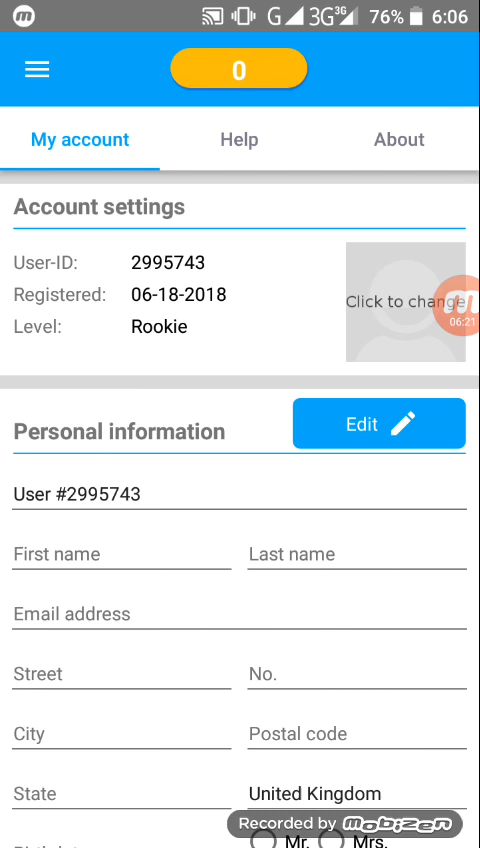 G 3G 3G 76% 6:06
0
My account Help About
Account settings
User-ID: 2995743
Registered: 06-18-2018
Level: Rookie
Click to change
06:21
Personal information
Edit
User #2995743
First name Last name
Email address
Street No.
City Postal code
State United Kingdom
Recorded by mobizen
Mr. Mrs.